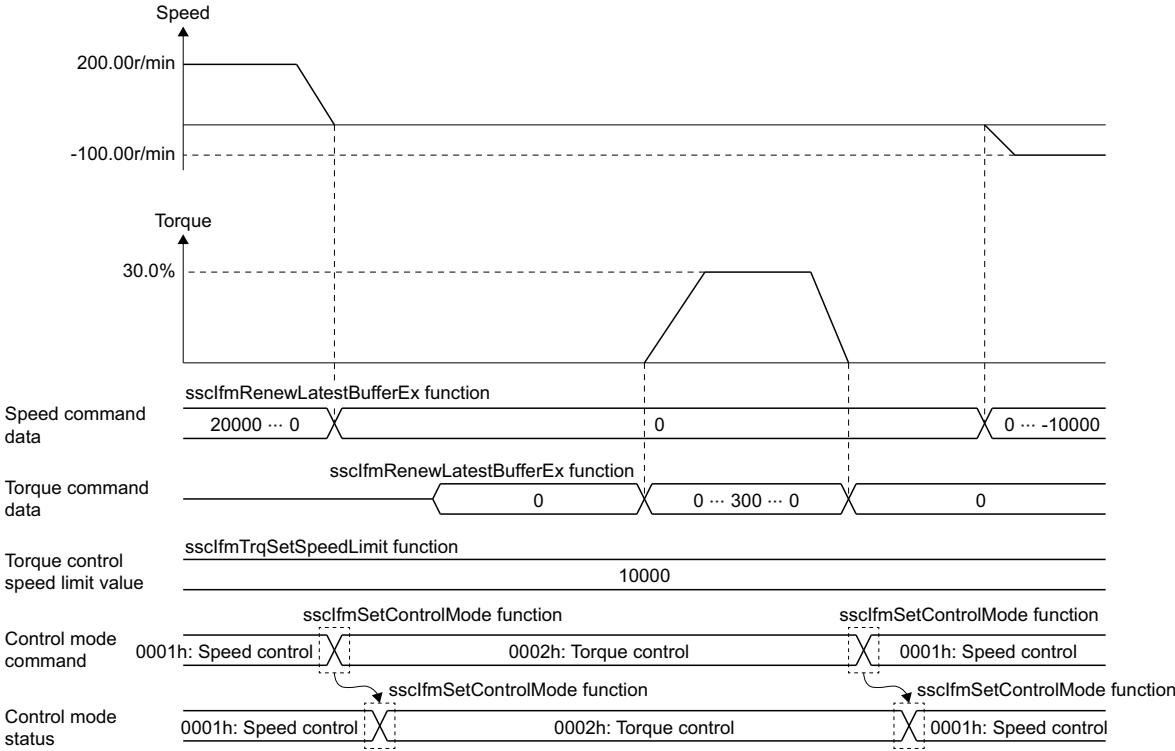 Speed
200.00r/min
-100.00r/min
Torque
30.0%
sscIfmRenewLatestBufferEx function
Speed command
data
20000 ··· 0
0
0 ··· -10000
sscIfmRenewLatestBufferEx function
Torque command
data
0
0 ··· 300 ··· 0
0
sscIfmTrqSetSpeedLimit function
Torque control
speed limit value
10000
sscIfmSetControlMode function
sscIfmSetControlMode function
Control mode
command
0001h: Speed control
0002h: Torque control
0001h: Speed control
sscIfmSetControlMode function
sscIfmSetControlMode function
Control mode
status
0001h: Speed control
0002h: Torque control
0001h: Speed control